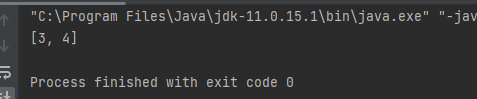 "C:\Program Files\Java\jdk-11.0.15.1\bin\java.exe" "-jav
[3, 4]
Process finished with exit code 0